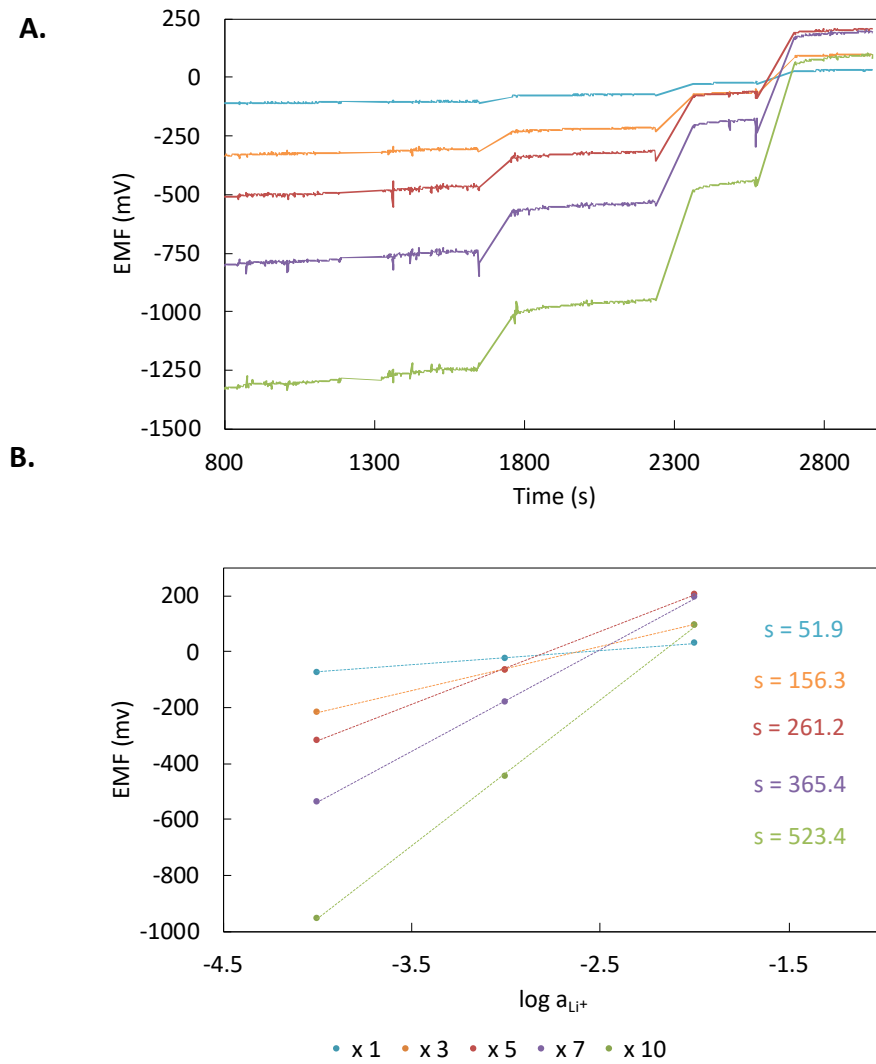 A.
250
0
-250
-500
-750
-1000
-1250
-1500
EMF (mV)
800 1300 1800 2300 2800
Time (s)
B.
200
0
-200
-400
-600
-800
-1000
EMF (mv)
s = 51.9
s = 156.3
s = 261.2
s = 365.4
s = 523.4
-4.5 -3.5 -2.5 -1.5
log aLi+
x 1 x 3 x 5 x 7 x 10